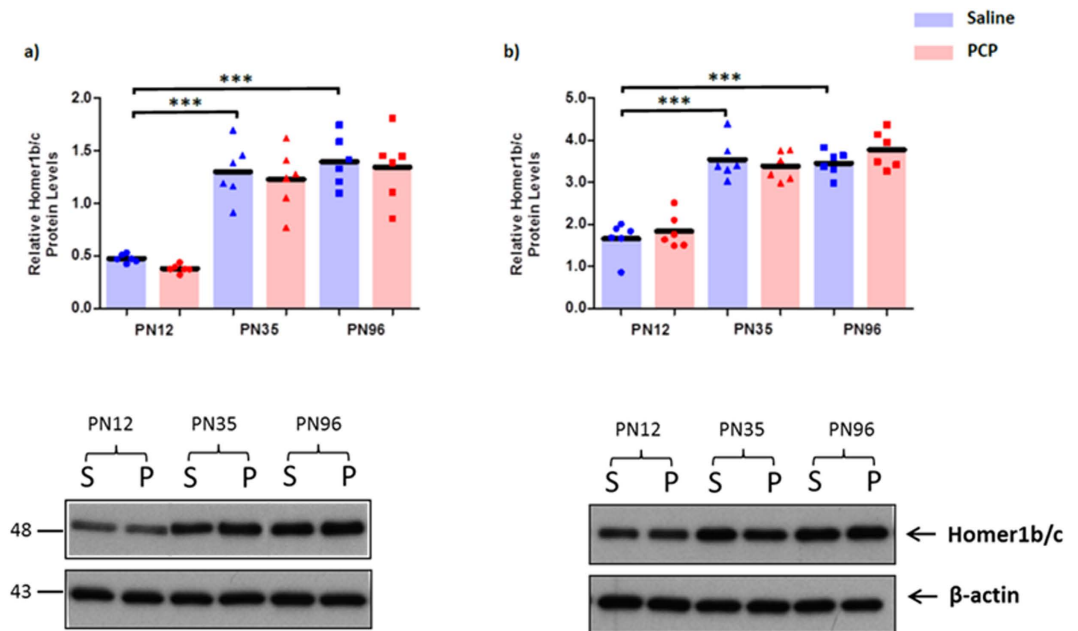 Saline
PCP
a)
***
***
Relative Homer1b/c
Protein Levels
2.0
1.5
1.0
0.5
0.0
PN12 PN35 PN96
b)
***
***
Relative Homer1b/c
Protein Levels
5.0
4.0
3.0
2.0
1.0
0.0
PN12 PN35 PN96
PN12 PN35 PN96
S P S P S P
48
43
PN12 PN35 PN96
S P S P S P
Homer1b/c
β-actin